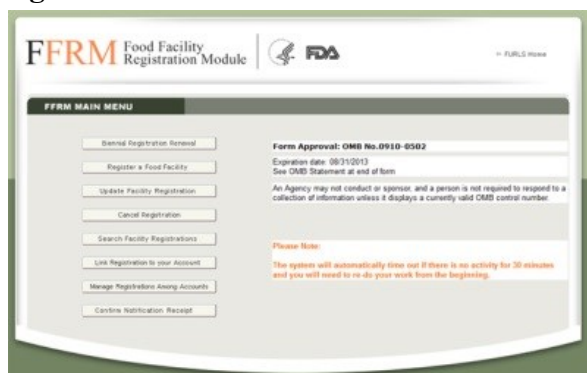 FFRM Food Facility
Registration Module
FDA
FURLS Home
FFRM MAIN MENU
Biennial Registration Renewal
Register a Food Facility
Update Facility Registration
Cancel Registration
Search Facility Registrations
Link Registration to your Account
Manage Registrations Among Accounts
Confirm Notification Receipt
Form Approval: OMB No.0910-0502
Expiration date: 08/31/2013
See OMB Statement at end of form
An Agency may not conduct or sponsor, and a person is not required to respond to a
collection of information unless it displays a currently valid OMB control number.
Please Note:
The system will automatically time out if there is no activity for 30 minutes
and you will need to re-do your work from the beginning.